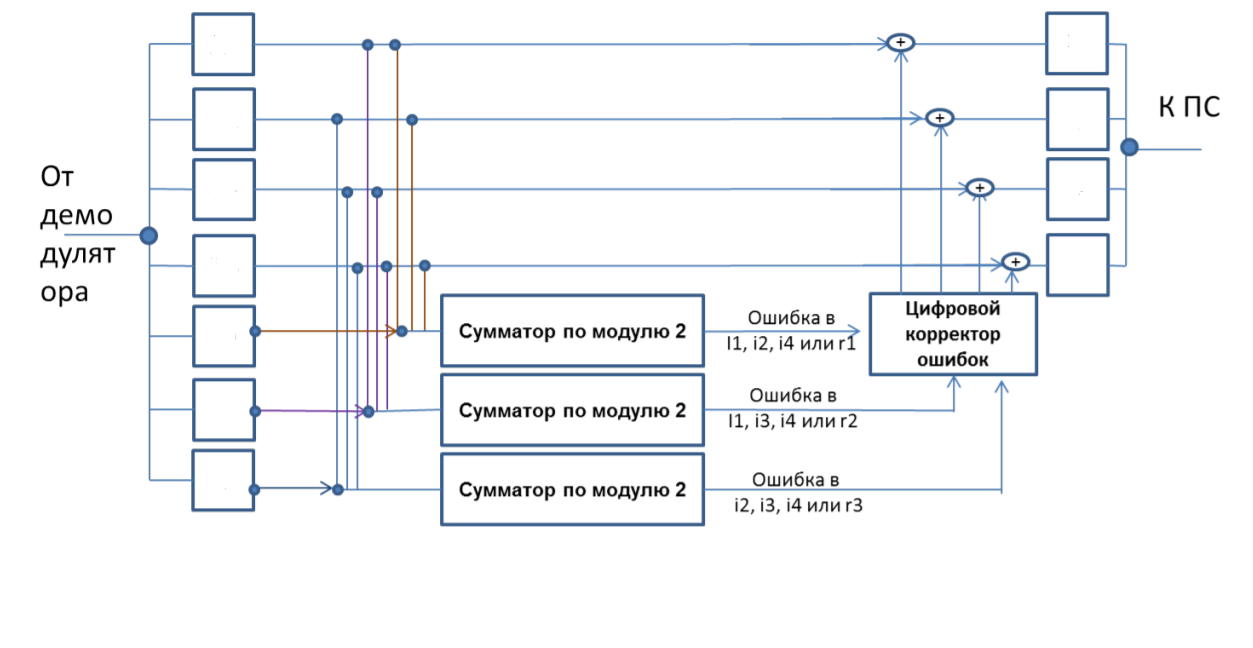 К ПС
От
демо
дулят
ора
+
+
+
+
Сумматор по модулю 2
Ошибка в
I1, i2, i4 или r1
Цифровой
корректор
ошибок
Сумматор по модулю 2
Ошибка в
I1, i3, i4 или r2
Сумматор по модулю 2
Ошибка в
i2, i3, i4 или r3